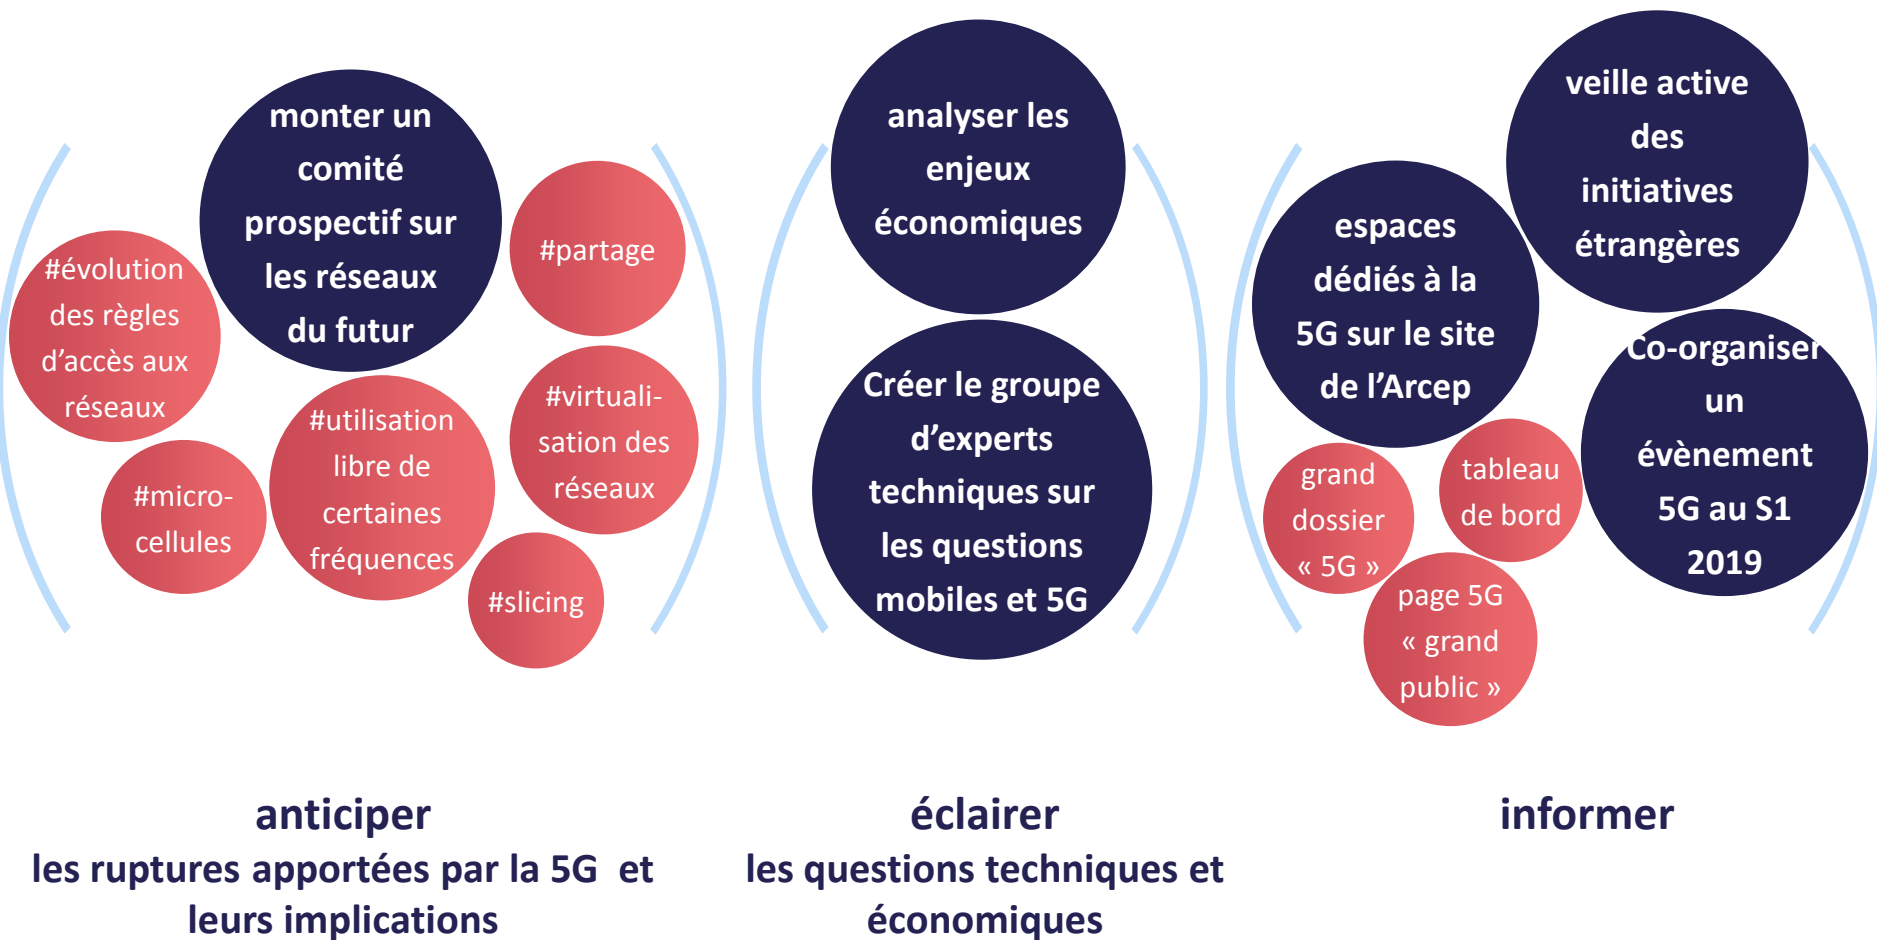 monter un
comité
prospectif sur
les réseaux
du futur
#partage
#évolution
des règles
d’accès aux
réseaux
#micro-
cellules
#utilisation
libre de
certaines
fréquences
#virtuali-
sation des
réseaux
#slicing
anticiper
les ruptures apportées par la 5G et
leurs implications
analyser les
enjeux
économiques
Créer le groupe
d’experts
techniques sur
les questions
mobiles et 5G
éclairer
les questions techniques et
économiques
veille active
des
initiatives
étrangères
espaces
dédiés à la
5G sur le site
de l’Arcep
Co-organiser
un
évènement
5G au S1
2019
grand
dossier
« 5G »
tableau
de bord
page 5G
« grand
public »
informer